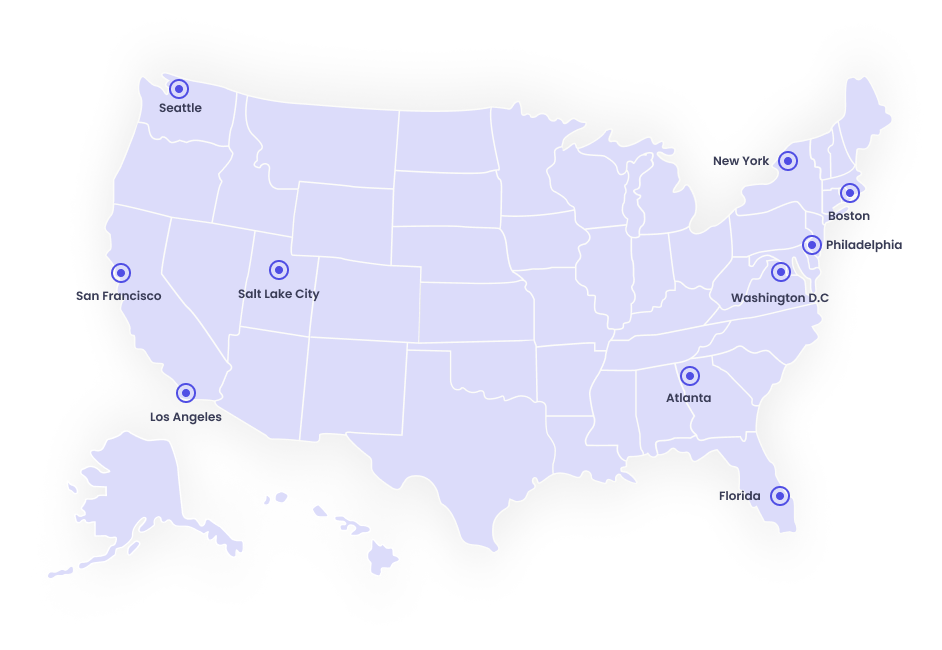 Seattle
New York
Boston
Philadelphia
San Francisco
Salt Lake City
Washington D.C
Atlanta
Los Angeles
Florida